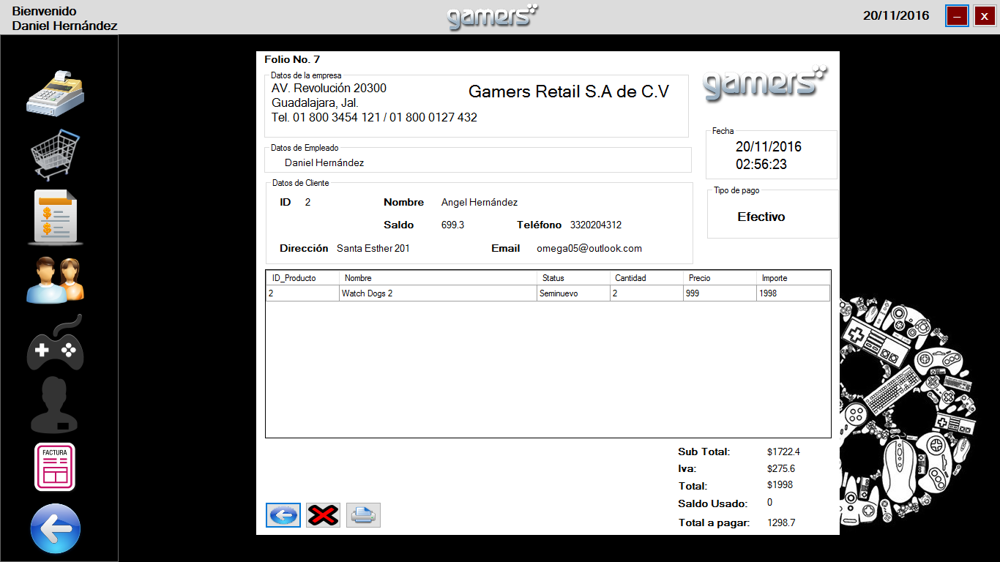 Bienvenido
Daniel Hernández
gamers
20/11/2016
X
FACTURA
Folio No. 7
Datos de la empresa
AV. Revolución 20300
Guadalajara, Jal.
Tel. 01 800 3454 121 / 01 800 0127 432
Gamers Retail S.A de C.V
gamers
Fecha
20/11/2016
02:56:23
Datos de Empleado
Daniel Hernández
Tipo de pago
Efectivo
Datos de Cliente
ID 2 Nombre Angel Hernández
Saldo 699.3 Teléfono 3320204312
Dirección Santa Esther 201 Email omega05@outlook.com
ID_Producto Nombre Status Cantidad Precio Importe
2 Watch Dogs 2 Seminuevo 2 999 1998
Sub Total: $1722.4
Iva: $275.6
Total: $1998
Saldo Usado: 0
Total a pagar: 1298.7